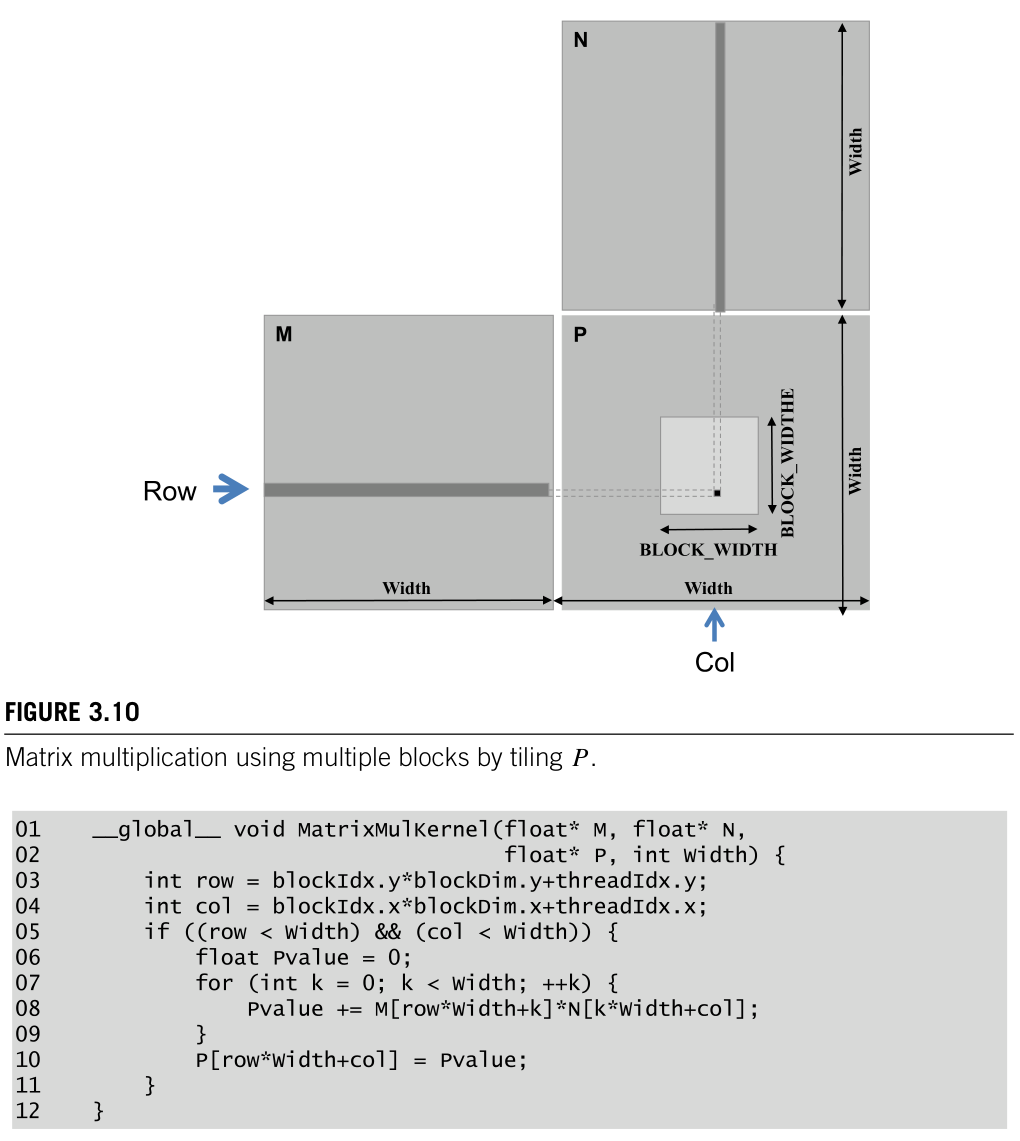 N
Width
M
P
BLOCK_WIDTHE
Width
Row
BLOCK_WIDTH
Width
Width
Col
FIGURE 3.10
Matrix multiplication using multiple blocks by tiling P.
01 __global__ void MatrixMulKernel(float* M, float* N,
02 float* P, int Width) {
03 int row = blockIdx.y*blockDim.y+threadIdx.y;
04 int col = blockIdx.x*blockDim.x+threadIdx.x;
05 if ((row < Width) && (col < Width)) {
06 float Pvalue = 0;
07 for (int k = 0; k < Width; ++k) {
08 Pvalue += M[row*Width+k]*N[k*Width+col];
09 }
10 P[row*Width+col] = Pvalue;
11 }
12 }